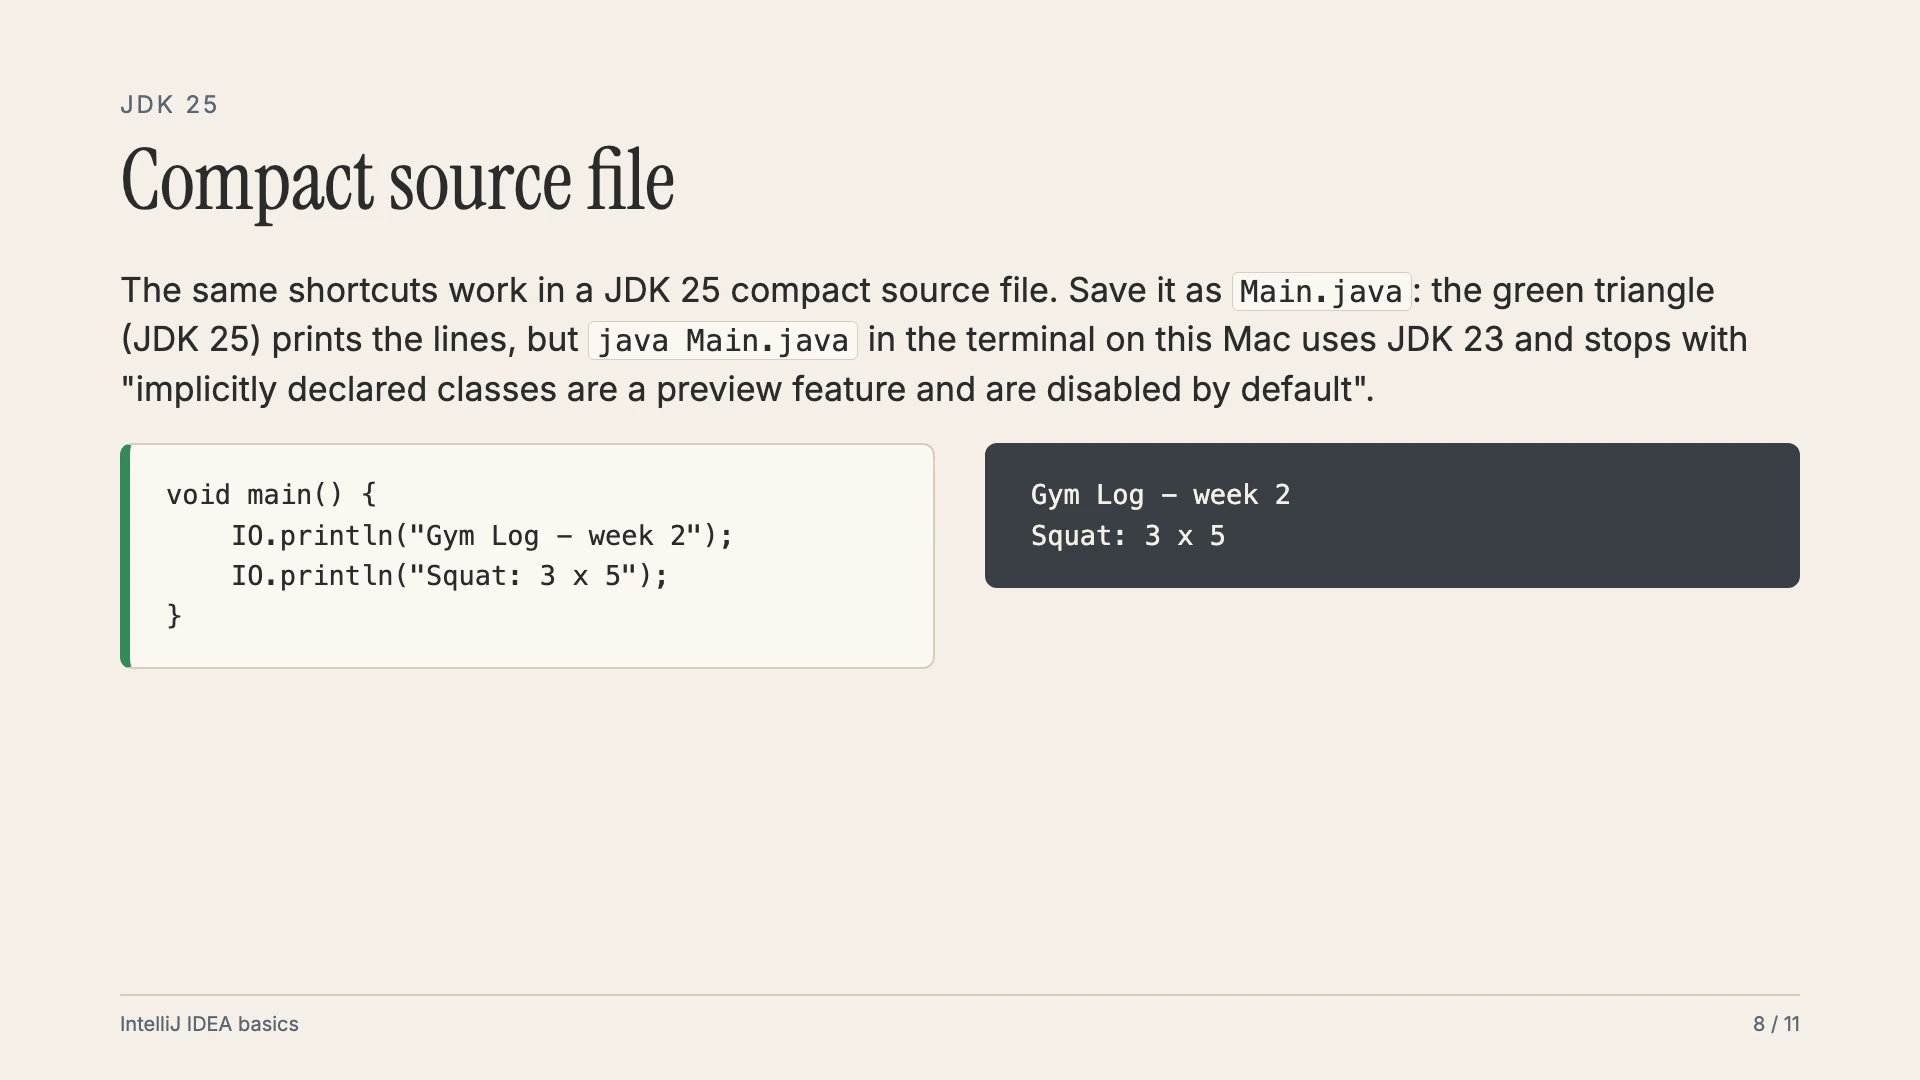 JDK 25
Compact source file
The same shortcuts work in a JDK 25 compact source file. Save it as Main.java: the green triangle
(JDK 25) prints the lines, but java Main.java in the terminal on this Mac uses JDK 23 and stops with
"implicitly declared classes are a preview feature and are disabled by default".
void main() {
    IO.println("Gym Log – week 2");
    IO.println("Squat: 3 x 5");
}
Gym Log – week 2
Squat: 3 x 5
IntelliJ IDEA basics
8 / 11